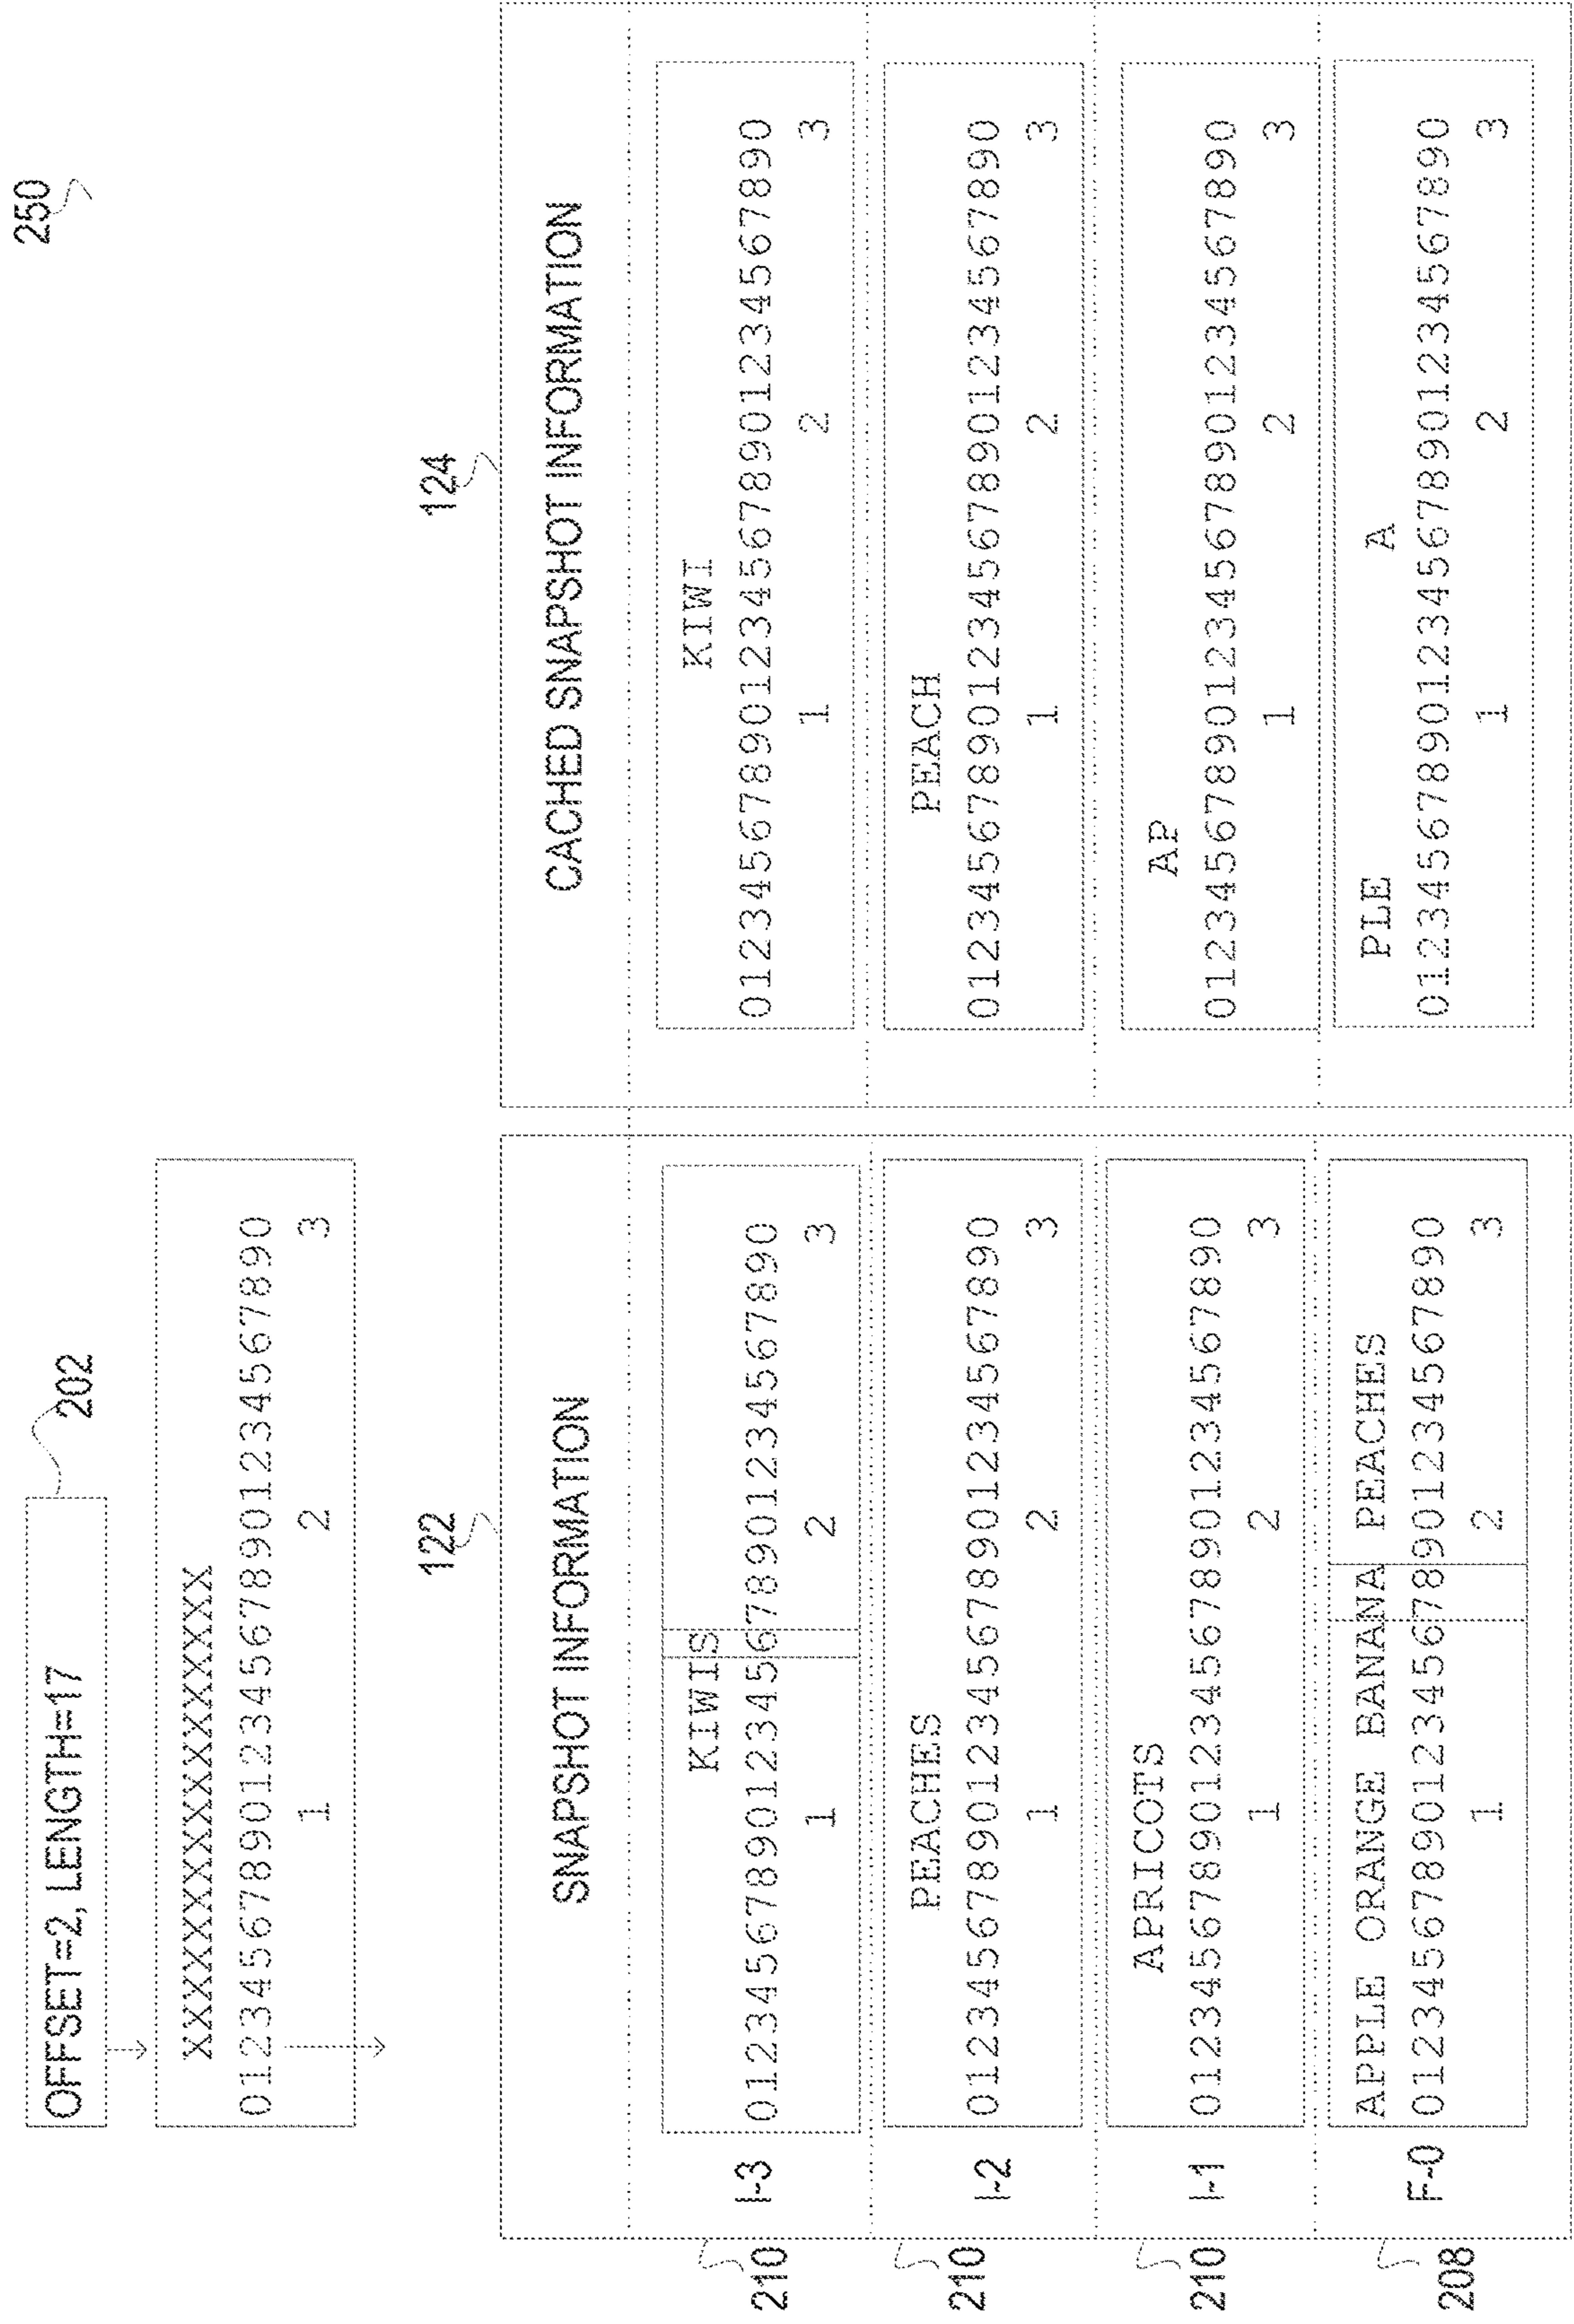 250
OFFSET=2, LENGTH=17
202
XXXXXXXXXXXXXXXXX
0123456789012345678901234567890
1 2 3
122
SNAPSHOT INFORMATION
210
I-3
KIWIS
0123456789012345678901234567890
1 2 3
210
I-2
PEACHES
0123456789012345678901234567890
1 2 3
210
I-1
APRICOTS
0123456789012345678901234567890
1 2 3
208
F-0
APPLE ORANGE BANANA PEACHES
0123456789012345678901234567890
1 2 3
124
CACHED SNAPSHOT INFORMATION
KIWI
0123456789012345678901234567890
1 2 3
PEACH
0123456789012345678901234567890
1 2 3
AP
0123456789012345678901234567890
1 2 3
PLE A
0123456789012345678901234567890
1 2 3